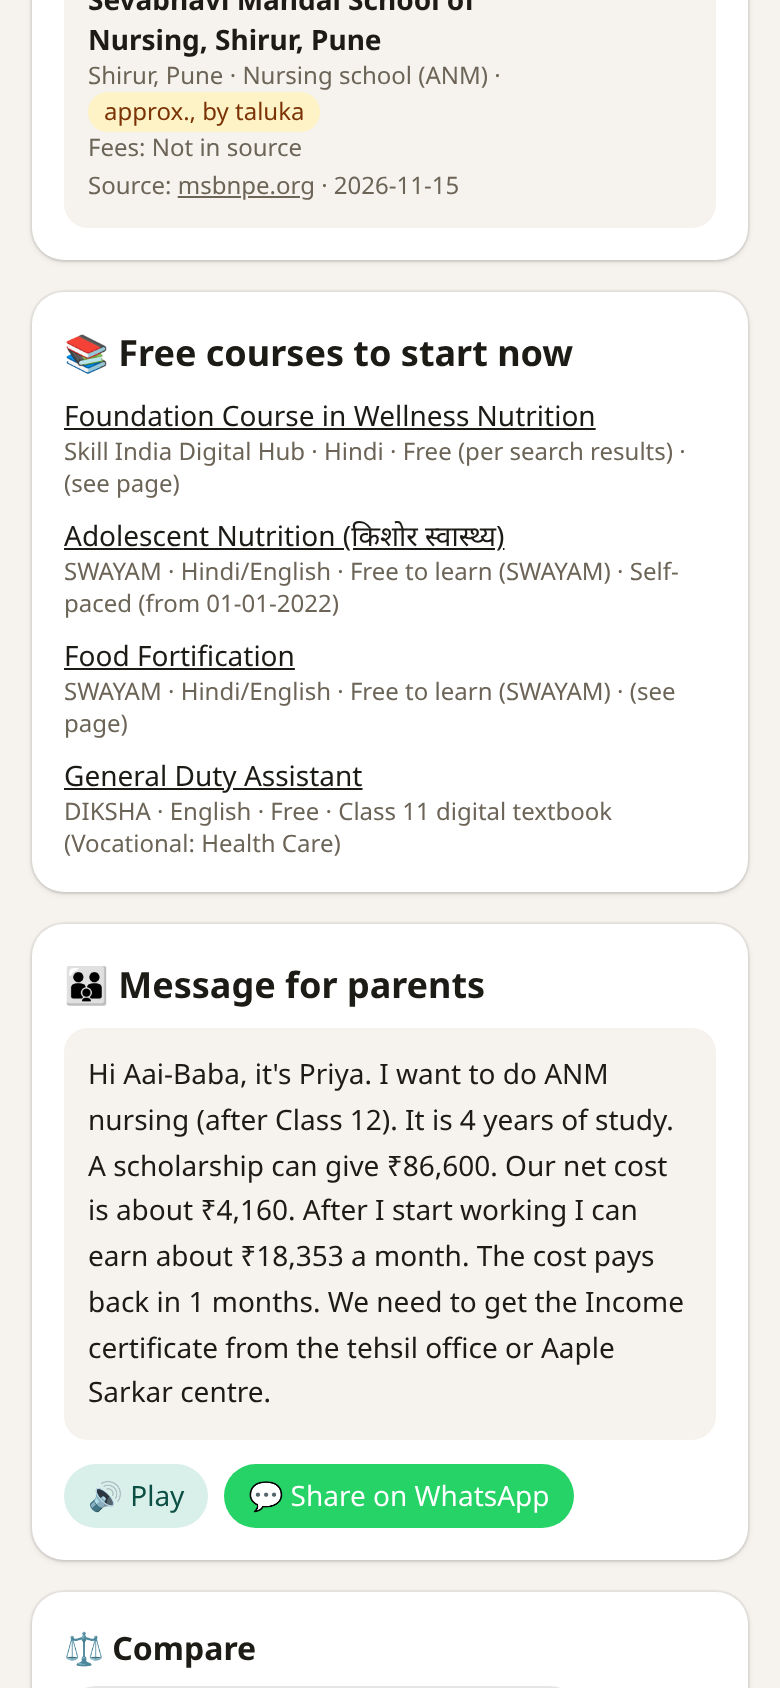 Sevabhavi Mandal School of
Nursing, Shirur, Pune
Shirur, Pune · Nursing school (ANM) ·
approx., by taluka
Fees: Not in source
Source: msbnpe.org · 2026-11-15
📚 Free courses to start now
Foundation Course in Wellness Nutrition
Skill India Digital Hub · Hindi · Free (per search results) ·
(see page)
Adolescent Nutrition (किशोर स्वास्थ्य)
SWAYAM · Hindi/English · Free to learn (SWAYAM) · Self-
paced (from 01-01-2022)
Food Fortification
SWAYAM · Hindi/English · Free to learn (SWAYAM) · (see
page)
General Duty Assistant
DIKSHA · English · Free · Class 11 digital textbook
(Vocational: Health Care)
👪 Message for parents
Hi Aai-Baba, it's Priya. I want to do ANM
nursing (after Class 12). It is 4 years of study.
A scholarship can give ₹86,600. Our net cost
is about ₹4,160. After I start working I can
earn about ₹18,353 a month. The cost pays
back in 1 months. We need to get the Income
certificate from the tehsil office or Aaple
Sarkar centre.
🔊 Play
💬 Share on WhatsApp
⚖️ Compare